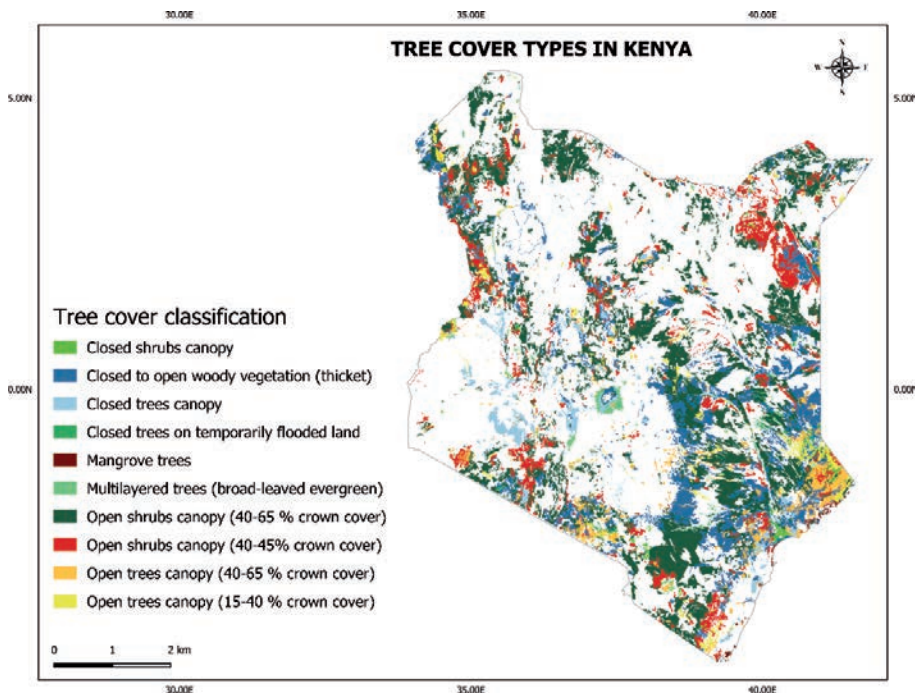 30.00E 35.00E 40.00E
TREE COVER TYPES IN KENYA
N
W E
S
5.00N 5.00N
Tree cover classification
Closed shrubs canopy
Closed to open woody vegetation (thicket)
0.00N 0.00N
Closed trees canopy
Closed trees on temporarily flooded land
Mangrove trees
Multilayered trees (broad-leaved evergreen)
Open shrubs canopy (40-65 % crown cover)
Open shrubs canopy (40-45% crown cover)
Open trees canopy (40-65 % crown cover)
Open trees canopy (15-40 % crown cover)
0 1 2 km
30.00E 35.00E 40.00E